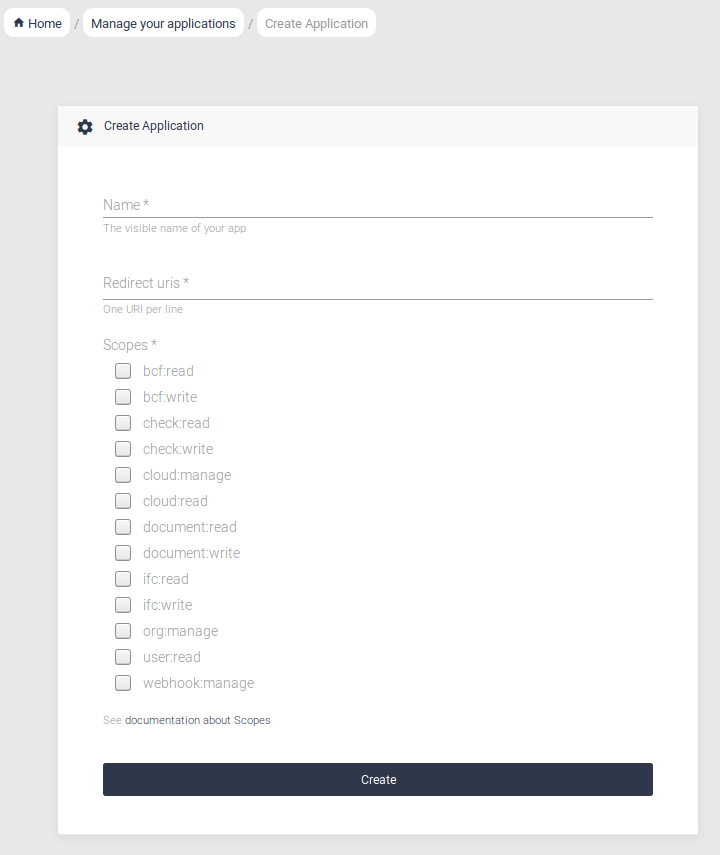 Home / Manage your applications / Create Application
Create Application
Name *
The visible name of your app
Redirect uris *
One URI per line
Scopes *
bcf:read
bcf:write
check:read
check:write
cloud:manage
cloud:read
document:read
document:write
ifc:read
ifc:write
org:manage
user:read
webhook:manage
See documentation about Scopes
Create